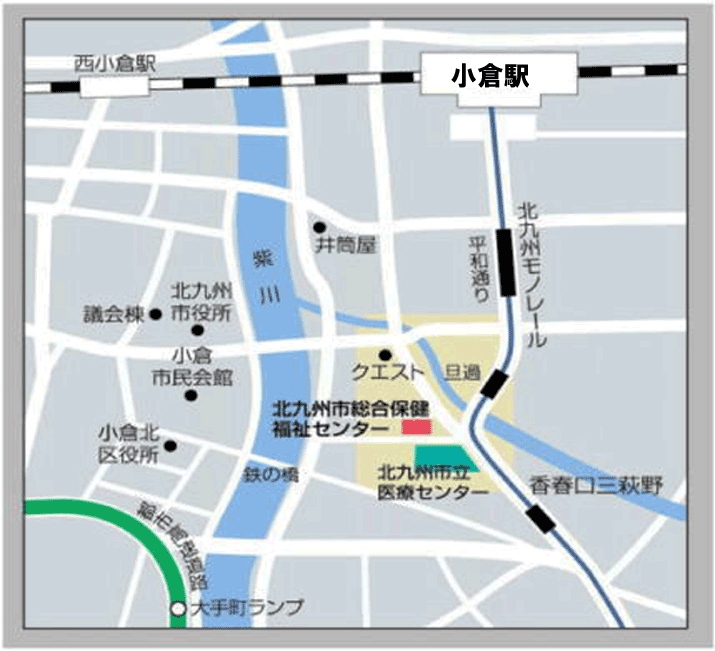 西小倉駅
小倉駅
北九州モノレール
平和通り
井筒屋
紫川
北九州
市役所
議会棟
小倉
市民会館
クエスト
旦過
北九州市総合保健
福祉センター
小倉北
区役所
鉄の橋
北九州市立
医療センター
香春口三萩野
都市高速道路
大手町ランプ